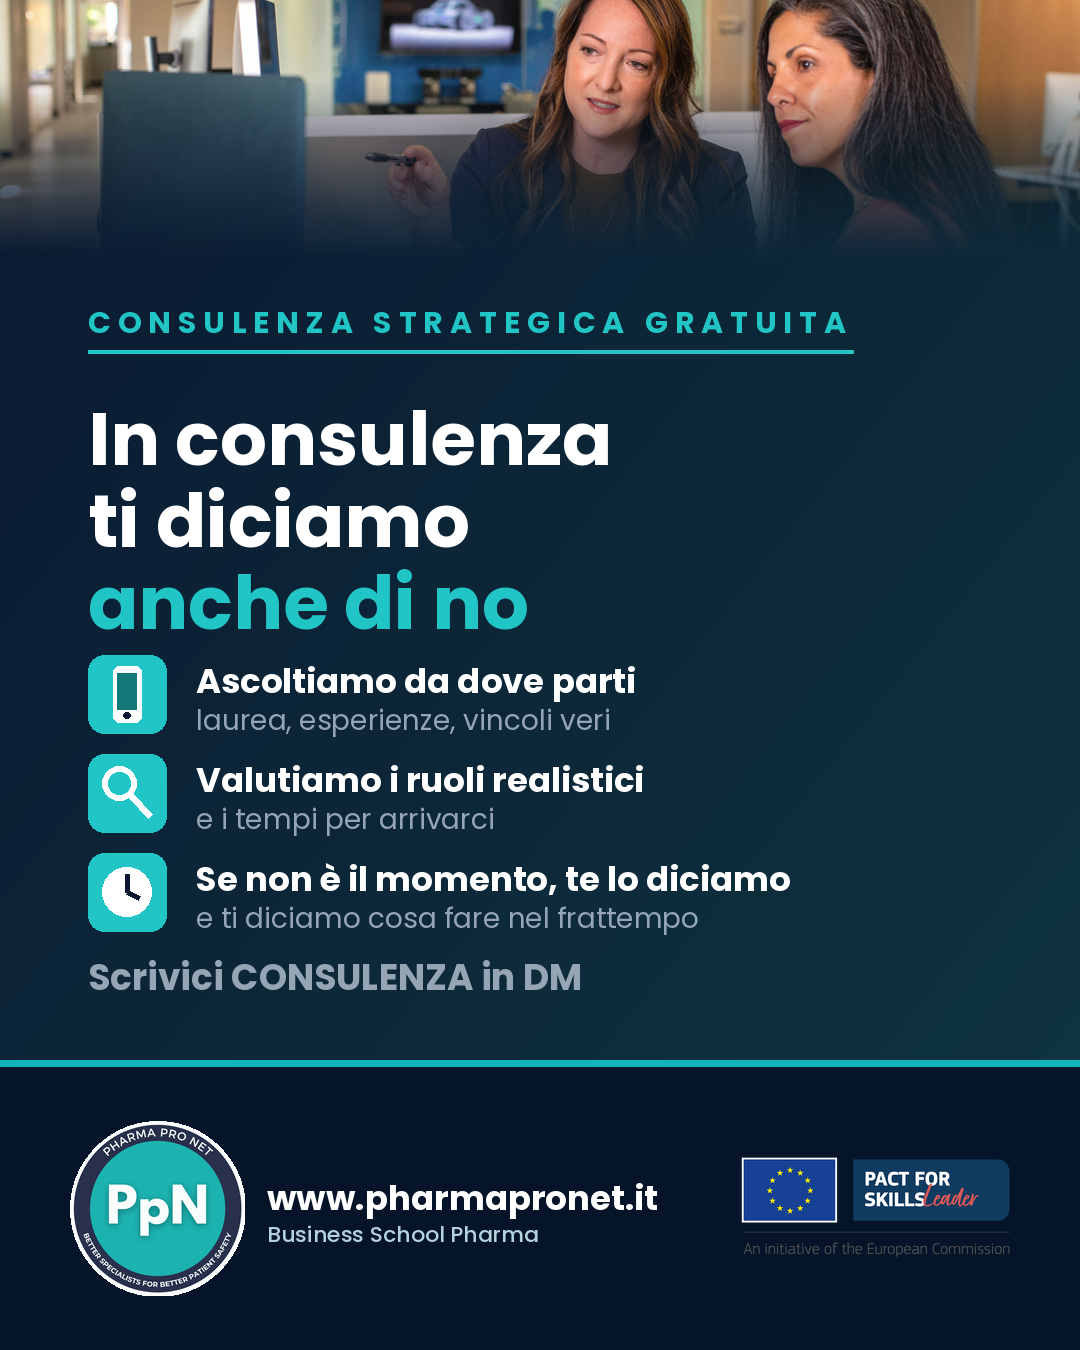 CONSULENZA STRATEGICA GRATUITA
In consulenza
ti diciamo
anche di no
Ascoltiamo da dove parti
laurea, esperienze, vincoli veri
Valutiamo i ruoli realistici
e i tempi per arrivarci
Se non è il momento, te lo diciamo
e ti diciamo cosa fare nel frattempo
Scrivici CONSULENZA in DM
PHARMA PRO NET
PpN
BETTER SPECIALISTS FOR BETTER PATIENT SAFETY
www.pharmapronet.it
Business School Pharma
PACT FOR
SKILLS Leader
An initiative of the European Commission